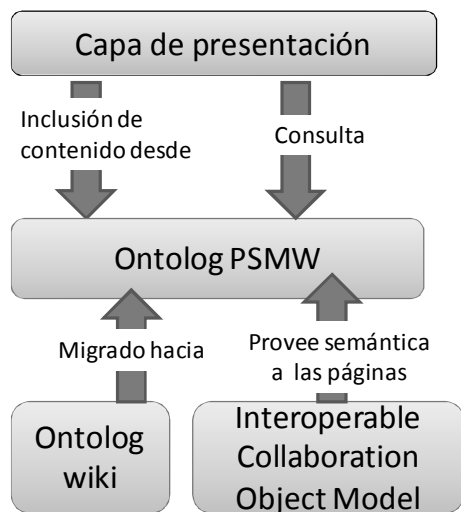 Capa de presentación
Inclusión de
contenido desde
Consulta
Ontolog PSMW
Migrado hacia
Provee semántica
a las páginas
Ontolog
wiki
Interoperable
Collaboration
Object Model